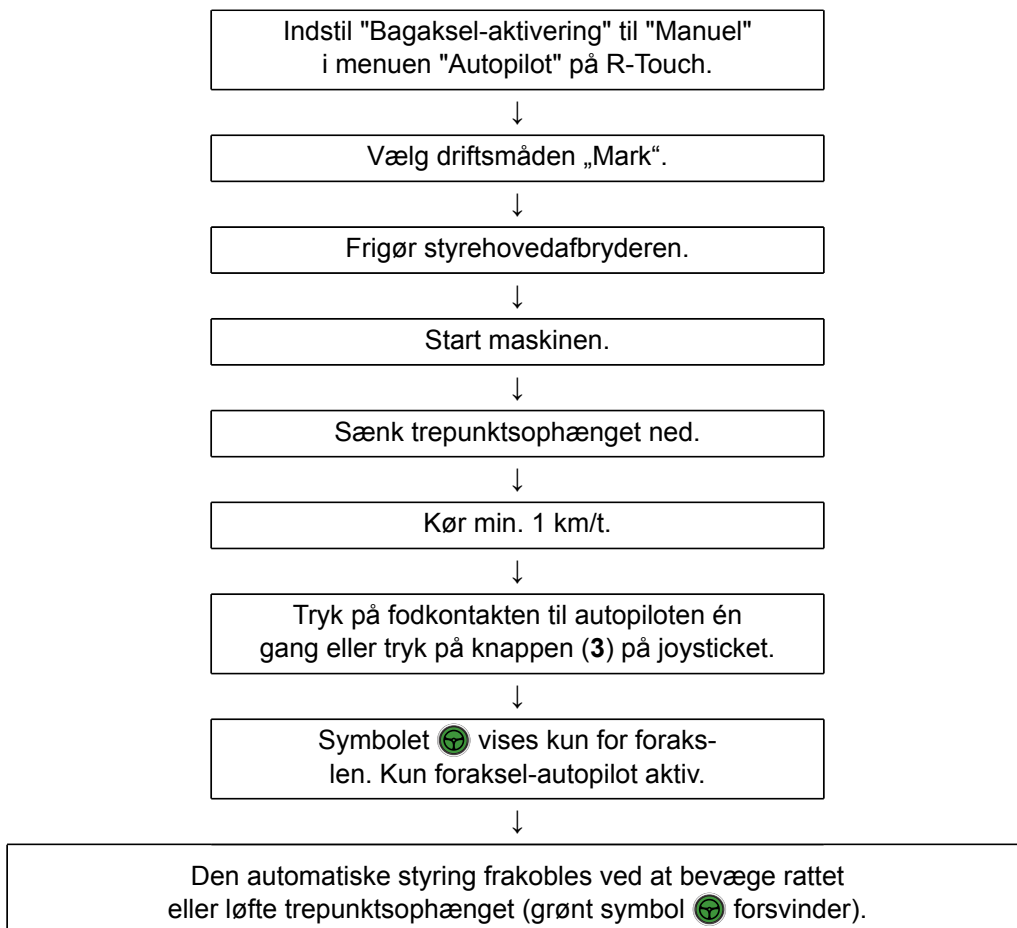 Indstil "Bagaksel-aktivering" til "Manuel"
i menuen "Autopilot" på R-Touch.
↓
Vælg driftsmåden „Mark“.
↓
Frigør styrehovedafbryderen.
↓
Start maskinen.
↓
Sænk trepunktsophænget ned.
↓
Kør min. 1 km/t.
↓
Tryk på fodkontakten til autopiloten én
gang eller tryk på knappen (3) på joysticket.
↓
Symbolet vises kun for foraks-
len. Kun foraksel-autopilot aktiv.
↓
Den automatiske styring frakobles ved at bevæge rattet
eller løfte trepunktsophænget (grønt symbol forsvinder).